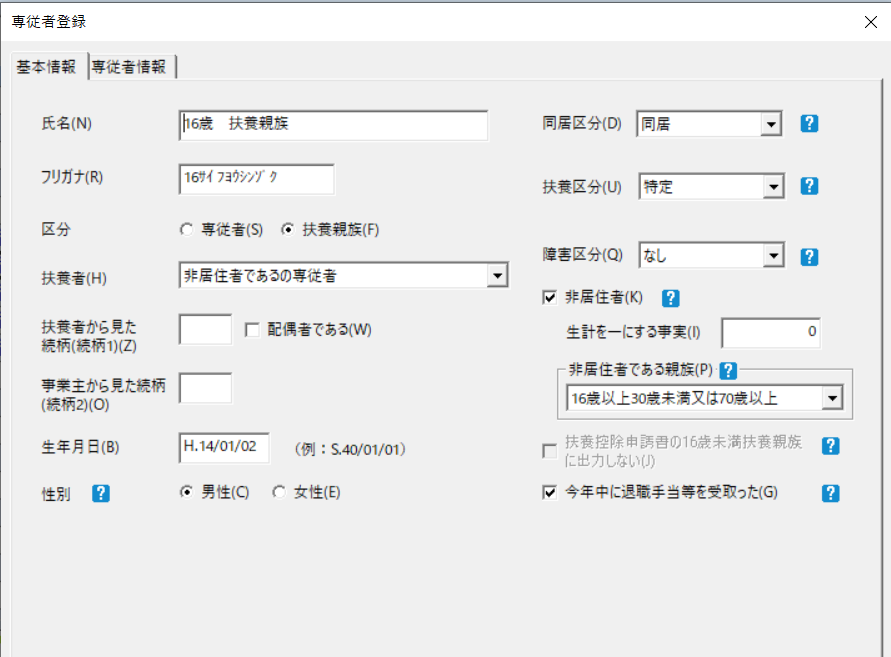 専従者登録
基本情報 専従者情報
氏名(N) 16歳　扶養親族
フリガナ(R) 16ｻｲ ﾌﾖｳｼﾝｿﾞｸ
区分 専従者(S) 扶養親族(F)
扶養者(H) 非居住者であるの専従者
扶養者から見た
続柄(続柄1)(Z) 配偶者である(W)
事業主から見た続柄
(続柄2)(O)
生年月日(B) H.14/01/02 (例：S.40/01/01)
性別 ? 男性(C) 女性(E)
同居区分(D) 同居 ?
扶養区分(U) 特定 ?
障害区分(Q) なし ?
非居住者(K) ?
生計を一にする事実(I) 0
非居住者である親族(P) ?
16歳以上30歳未満又は70歳以上
扶養控除申請書の16歳未満扶養親族 ?
に出力しない(J)
今年中に退職手当等を受取った(G) ?